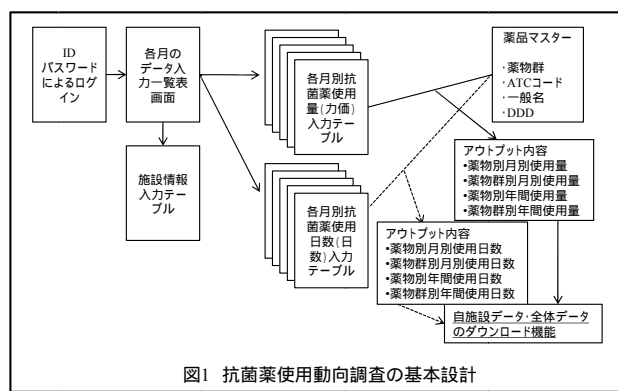 ID
パスワード
によるログ
イン
各月の
データ入
力一覧表
画面
施設情報
入力テー
ブル
各月別抗
菌薬使用
量(力価)
入力テー
ブル
各月別抗
菌薬使用
日数(日
数)入力
テーブル
薬品マスター
・薬物群
・ATCコード
・一般名
・DDD
アウトプット内容
•薬物別月別使用量
•薬物群別月別使用量
•薬物別年間使用量
•薬物群別年間使用量
アウトプット内容
•薬物別月別使用日数
•薬物群別月別使用日数
•薬物別年間使用日数
•薬物群別年間使用日数
自施設データ・全体データ
のダウンロード機能
図1 抗菌薬使用動向調査の基本設計